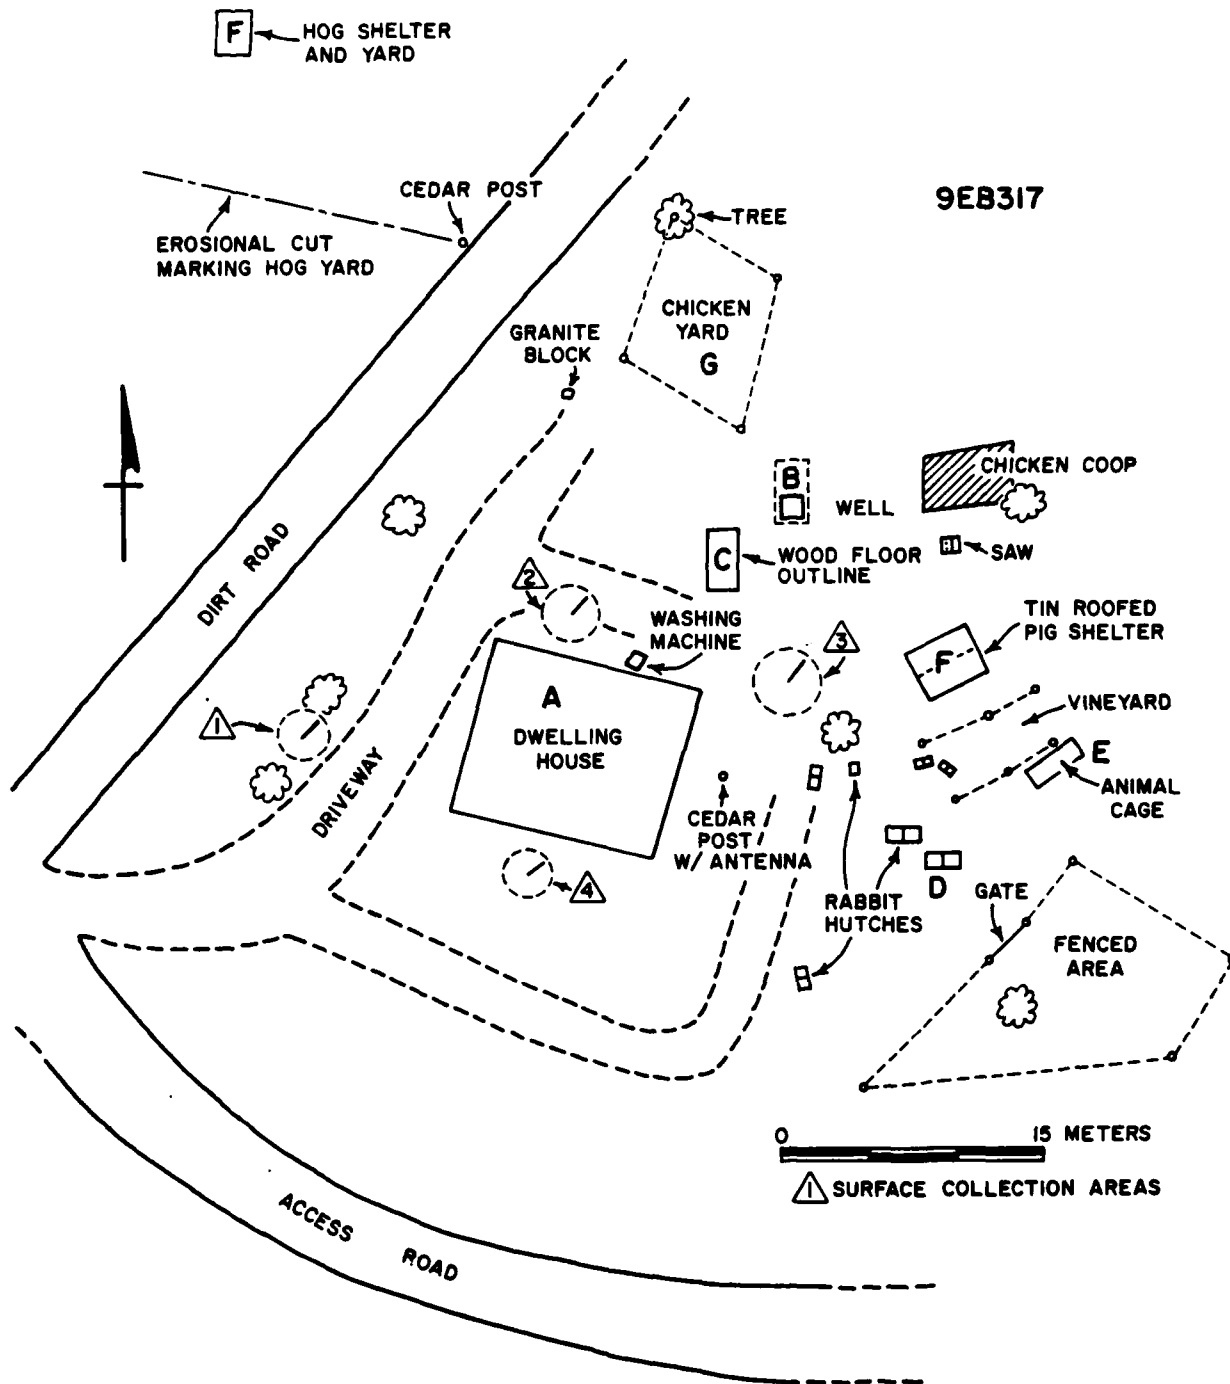 F
HOG SHELTER
AND YARD
CEDAR POST
9EB317
TREE
EROSIONAL CUT
MARKING HOG YARD
CHICKEN
YARD
G
GRANITE
BLOCK
B
CHICKEN COOP
WELL
DIRT ROAD
C
WOOD FLOOR
OUTLINE
SAW
2
WASHING
MACHINE
3
TIN ROOFED
PIG SHELTER
F
A
VINEYARD
1
DWELLING
HOUSE
E
DRIVEWAY
ANIMAL
CAGE
CEDAR
POST
W/ ANTENNA
4
D
RABBIT
HUTCHES
GATE
FENCED
AREA
0 15 METERS
1 SURFACE COLLECTION AREAS
ACCESS ROAD